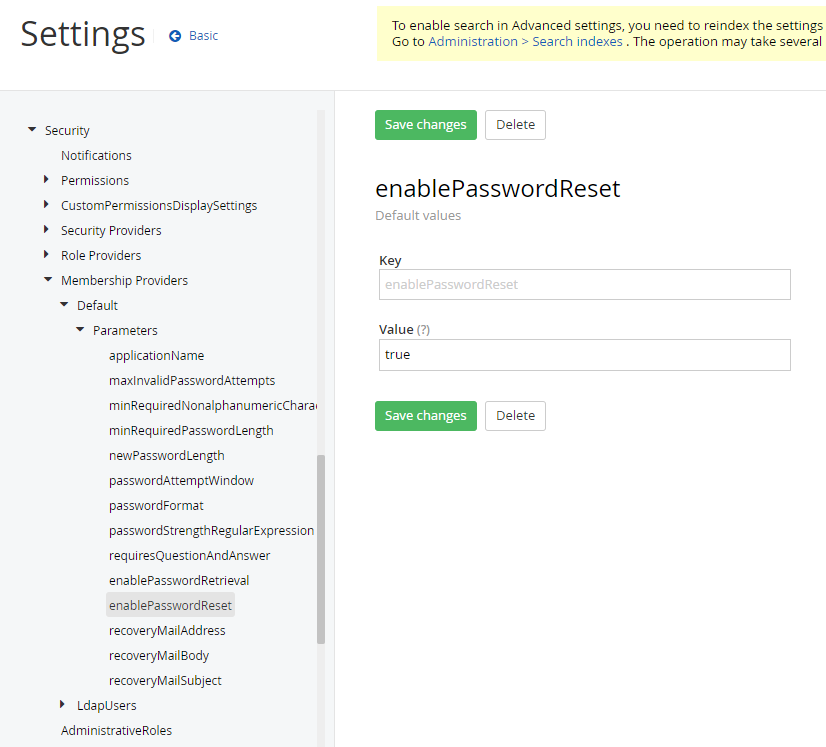 Settings
Basic
To enable search in Advanced settings, you need to reindex the settings
Go to Administration > Search indexes . The operation may take several
Security
Notifications
Permissions
CustomPermissionsDisplaySettings
Security Providers
Role Providers
Membership Providers
Default
Parameters
applicationName
maxInvalidPasswordAttempts
minRequiredNonalphanumericCharac
minRequiredPasswordLength
newPasswordLength
passwordAttemptWindow
passwordFormat
passwordStrengthRegularExpression
requiresQuestionAndAnswer
enablePasswordRetrieval
enablePasswordReset
recoveryMailAddress
recoveryMailBody
recoveryMailSubject
LdapUsers
AdministrativeRoles
Save changes Delete
enablePasswordReset
Default values
Key
enablePasswordReset
Value (?)
true
Save changes Delete